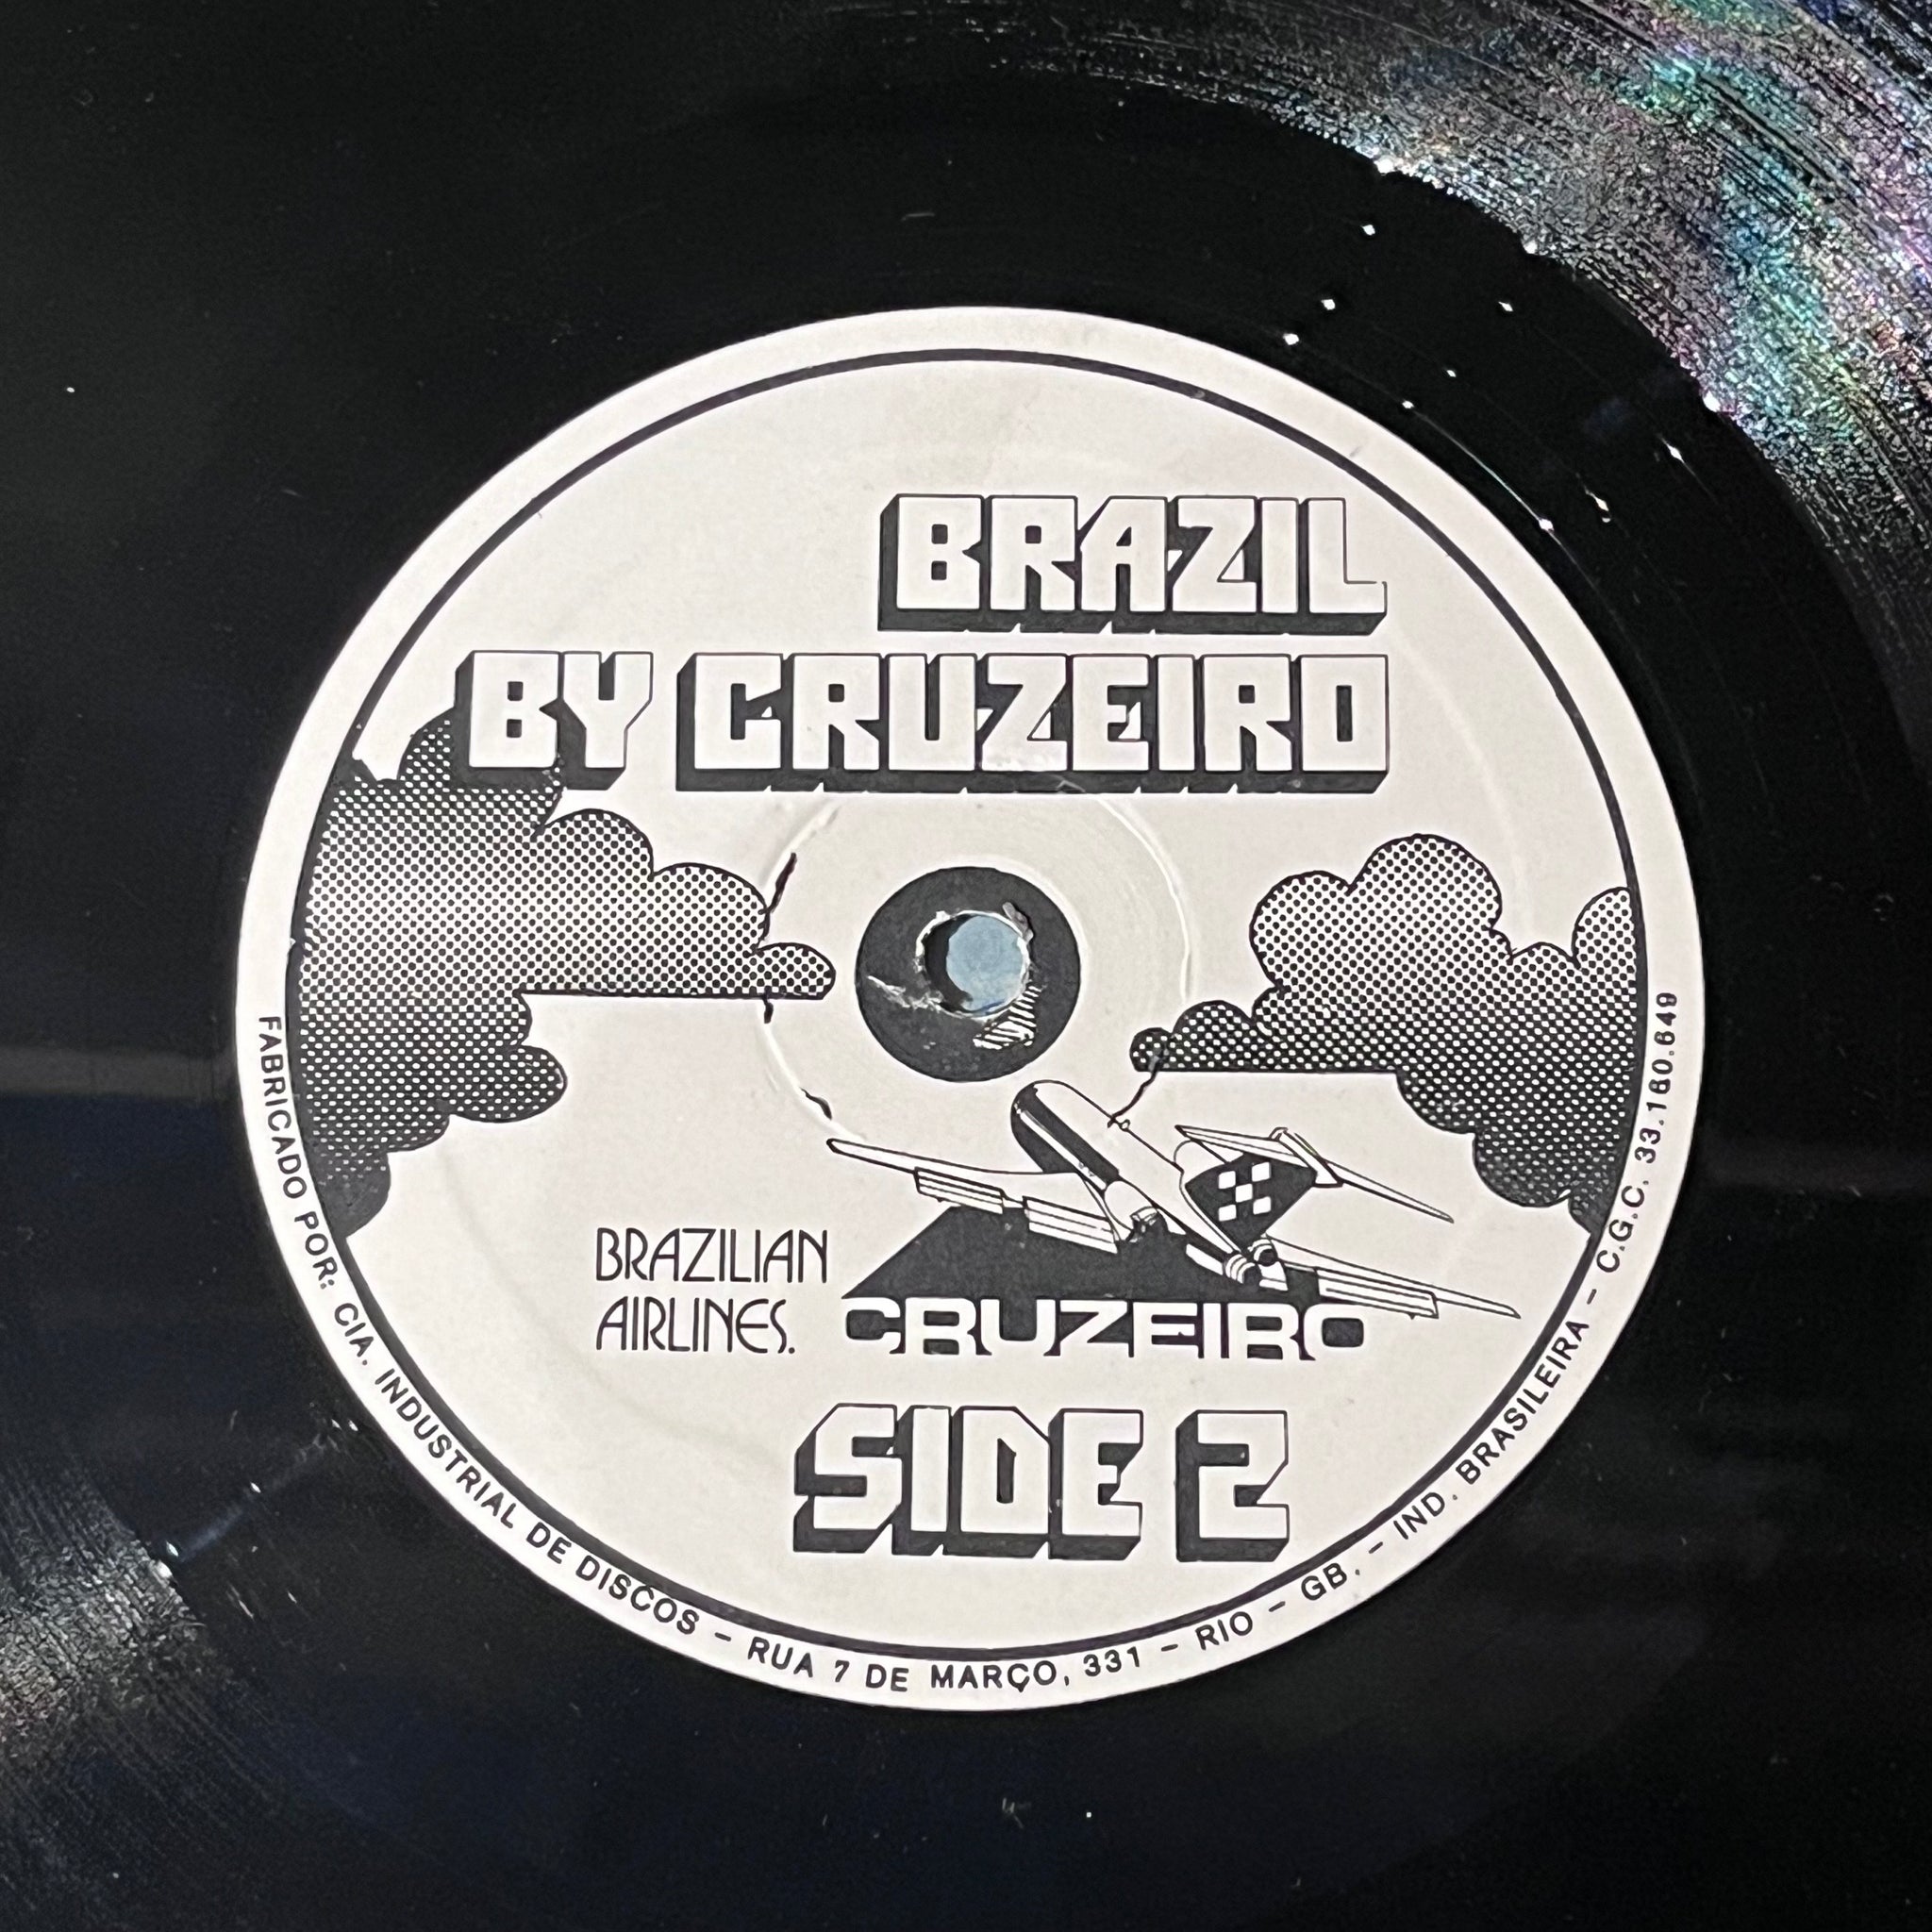 BRAZIL
BY CRUZEIRO
BRAZILIAN
AIRLINES.
CRUZEIRO
SIDE 2
FABRICADO POR: CIA. INDUSTRIAL DE DISCOS – RUA 7 DE MARÇO, 331 – RIO – GB. – IND. BRASILEIRA – C.G.C. 33.160.649